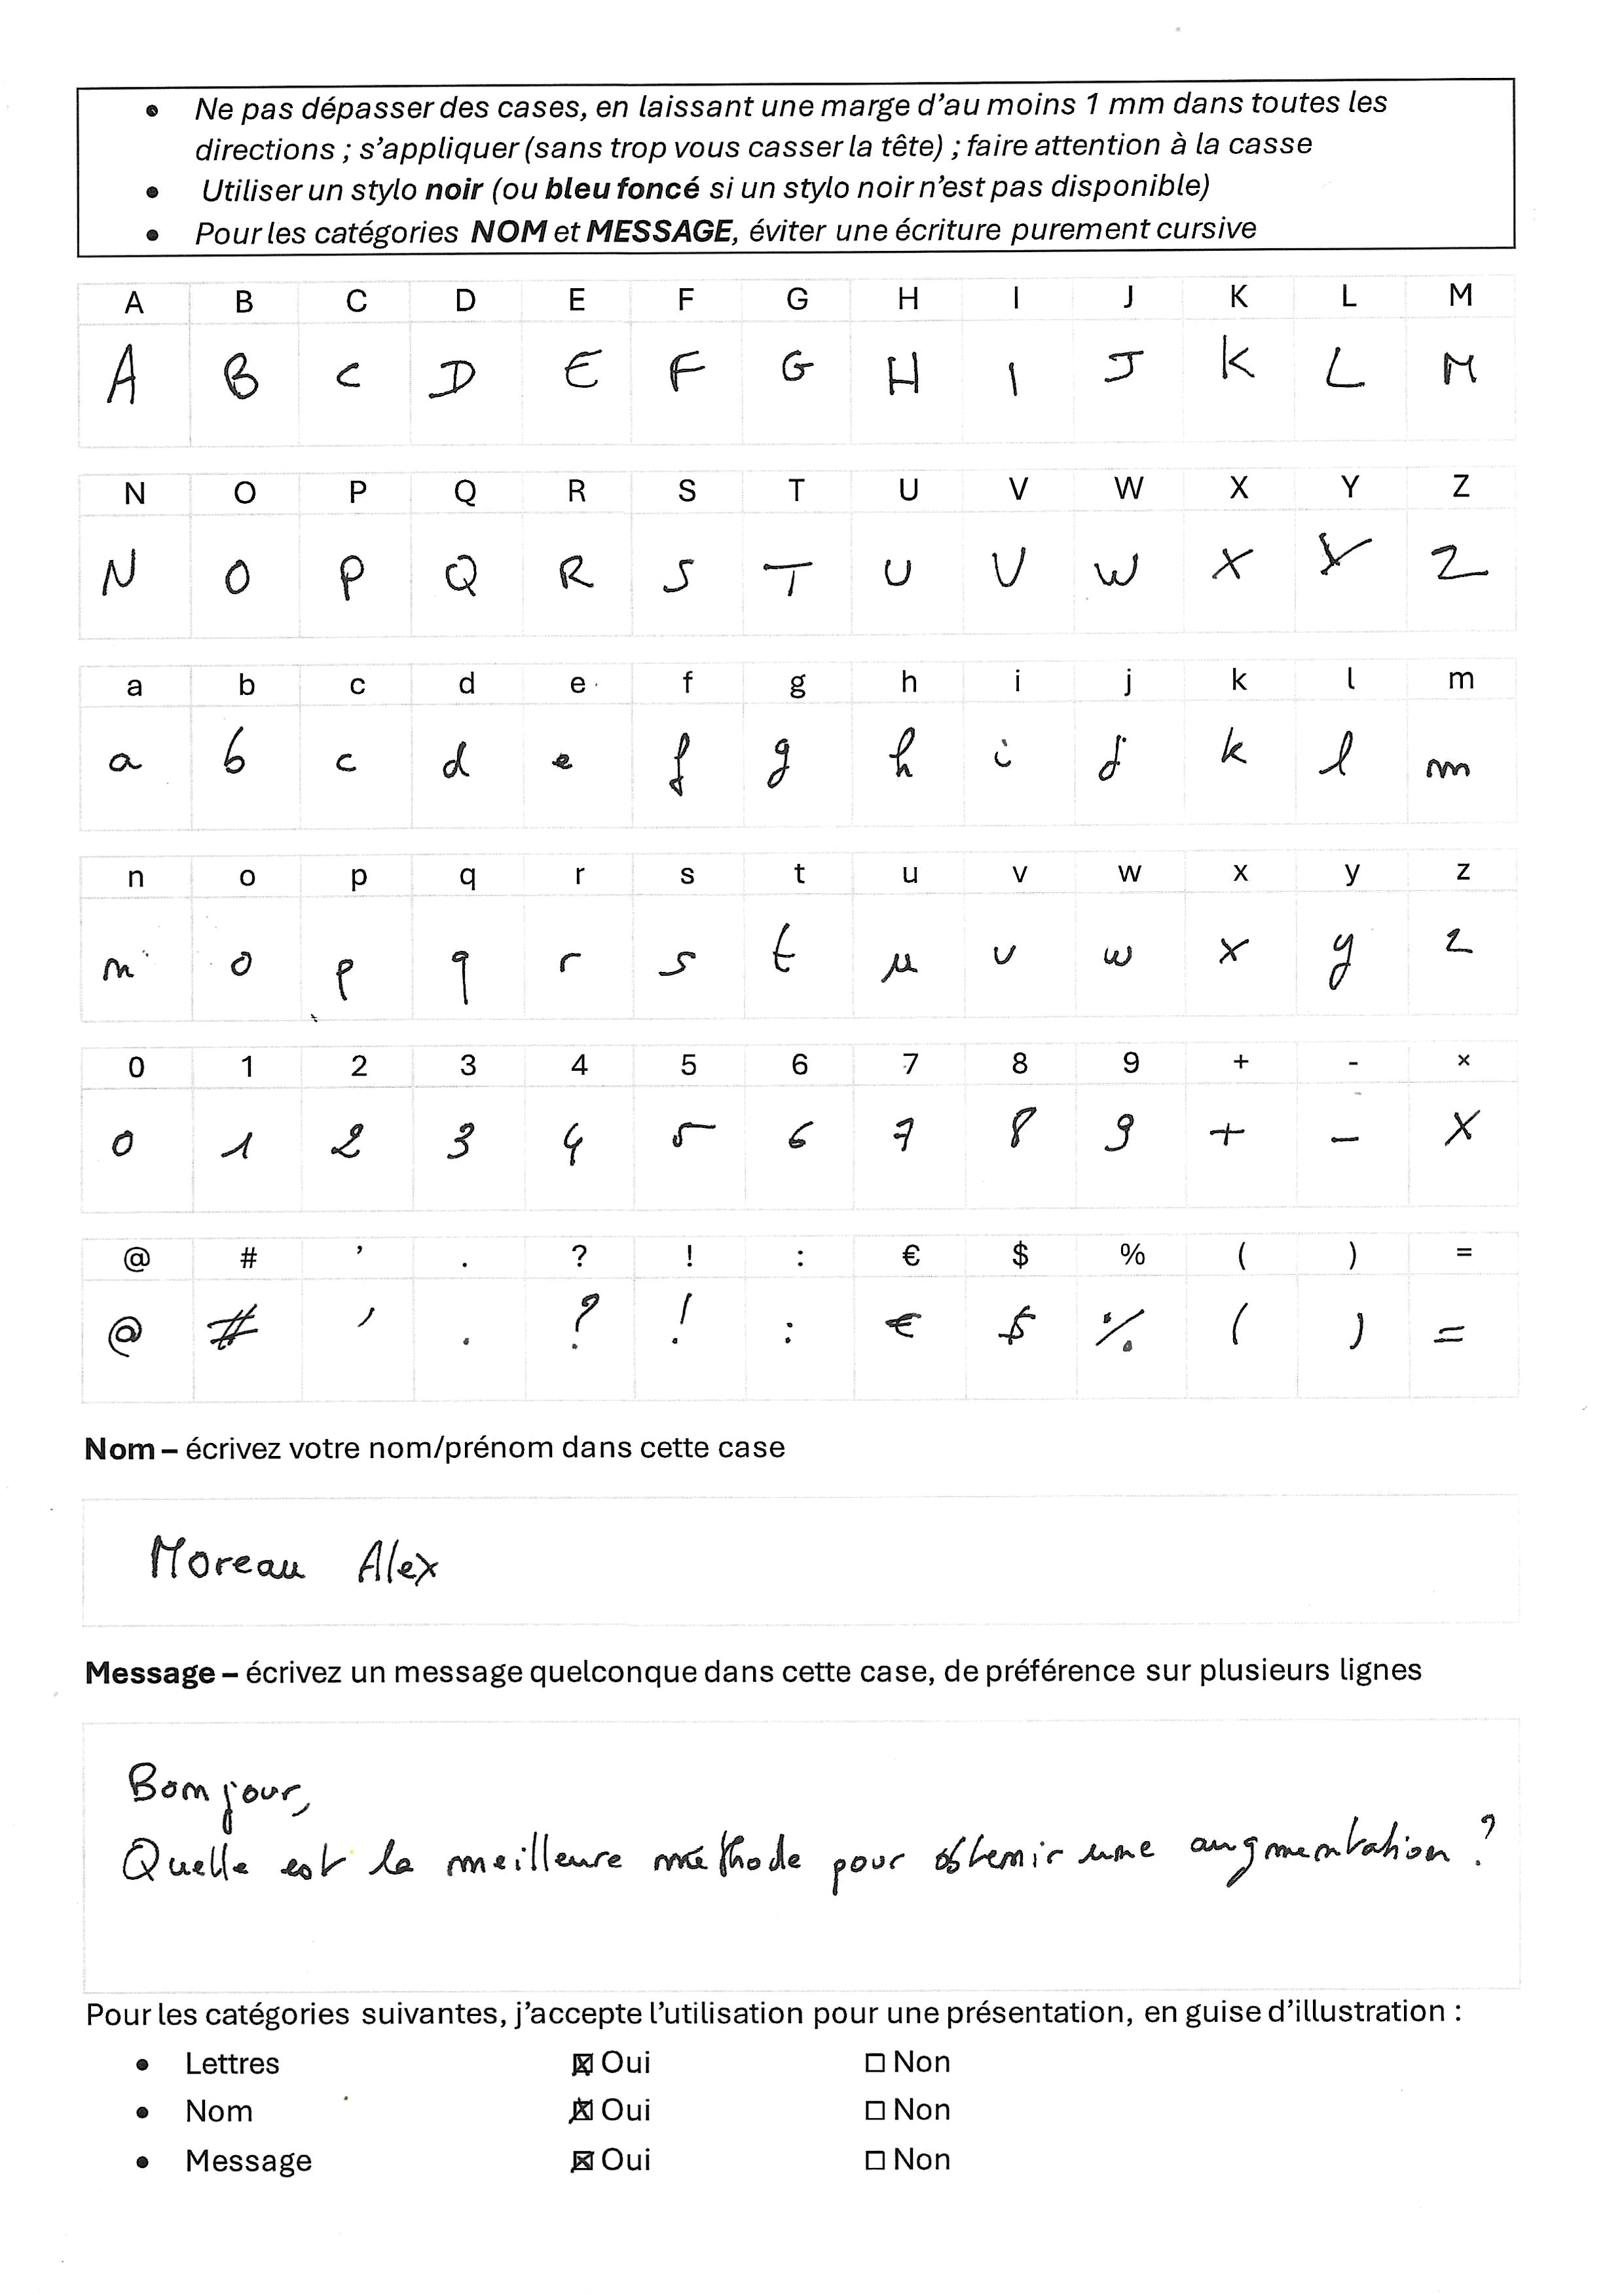 • Ne pas dépasser des cases, en laissant une marge d’au moins 1 mm dans toutes les
directions ; s’appliquer (sans trop vous casser la tête) ; faire attention à la casse
• Utiliser un stylo noir (ou bleu foncé si un stylo noir n’est pas disponible)
• Pour les catégories NOM et MESSAGE, éviter une écriture purement cursive
A B C D E F G H I J K L M
A B C D E F G H I J K L M
N O P Q R S T U V W X Y Z
N O P Q R S T U V W X Y Z
a b c d e f g h i j k l m
a b c d e f g h i j k l m
n o p q r s t u v w x y z
n o p q r s t u v w x y z
0 1 2 3 4 5 6 7 8 9 + - ×
0 1 2 3 4 5 6 7 8 9 + - ×
@ # ’ . ? ! : € $ % ( ) =
@ # ’ . ? ! : € $ % ( ) =
Nom – écrivez votre nom/prénom dans cette case
Moreau Alex
Message – écrivez un message quelconque dans cette case, de préférence sur plusieurs lignes
Bonjour,
Quelle est la meilleure méthode pour obtenir une augmentation ?
Pour les catégories suivantes, j’accepte l’utilisation pour une présentation, en guise d’illustration :
• Lettres ☒ Oui ☐ Non
• Nom ☒ Oui ☐ Non
• Message ☒ Oui ☐ Non